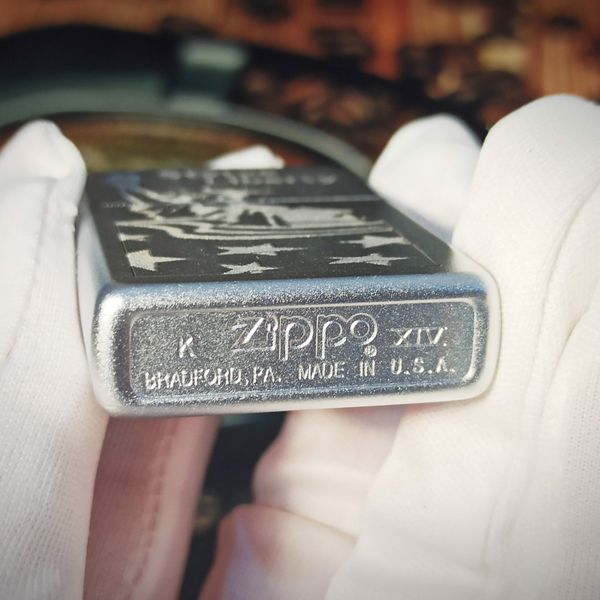 K Zippo® XIV
BRADFORD, PA. MADE IN U.S.A.